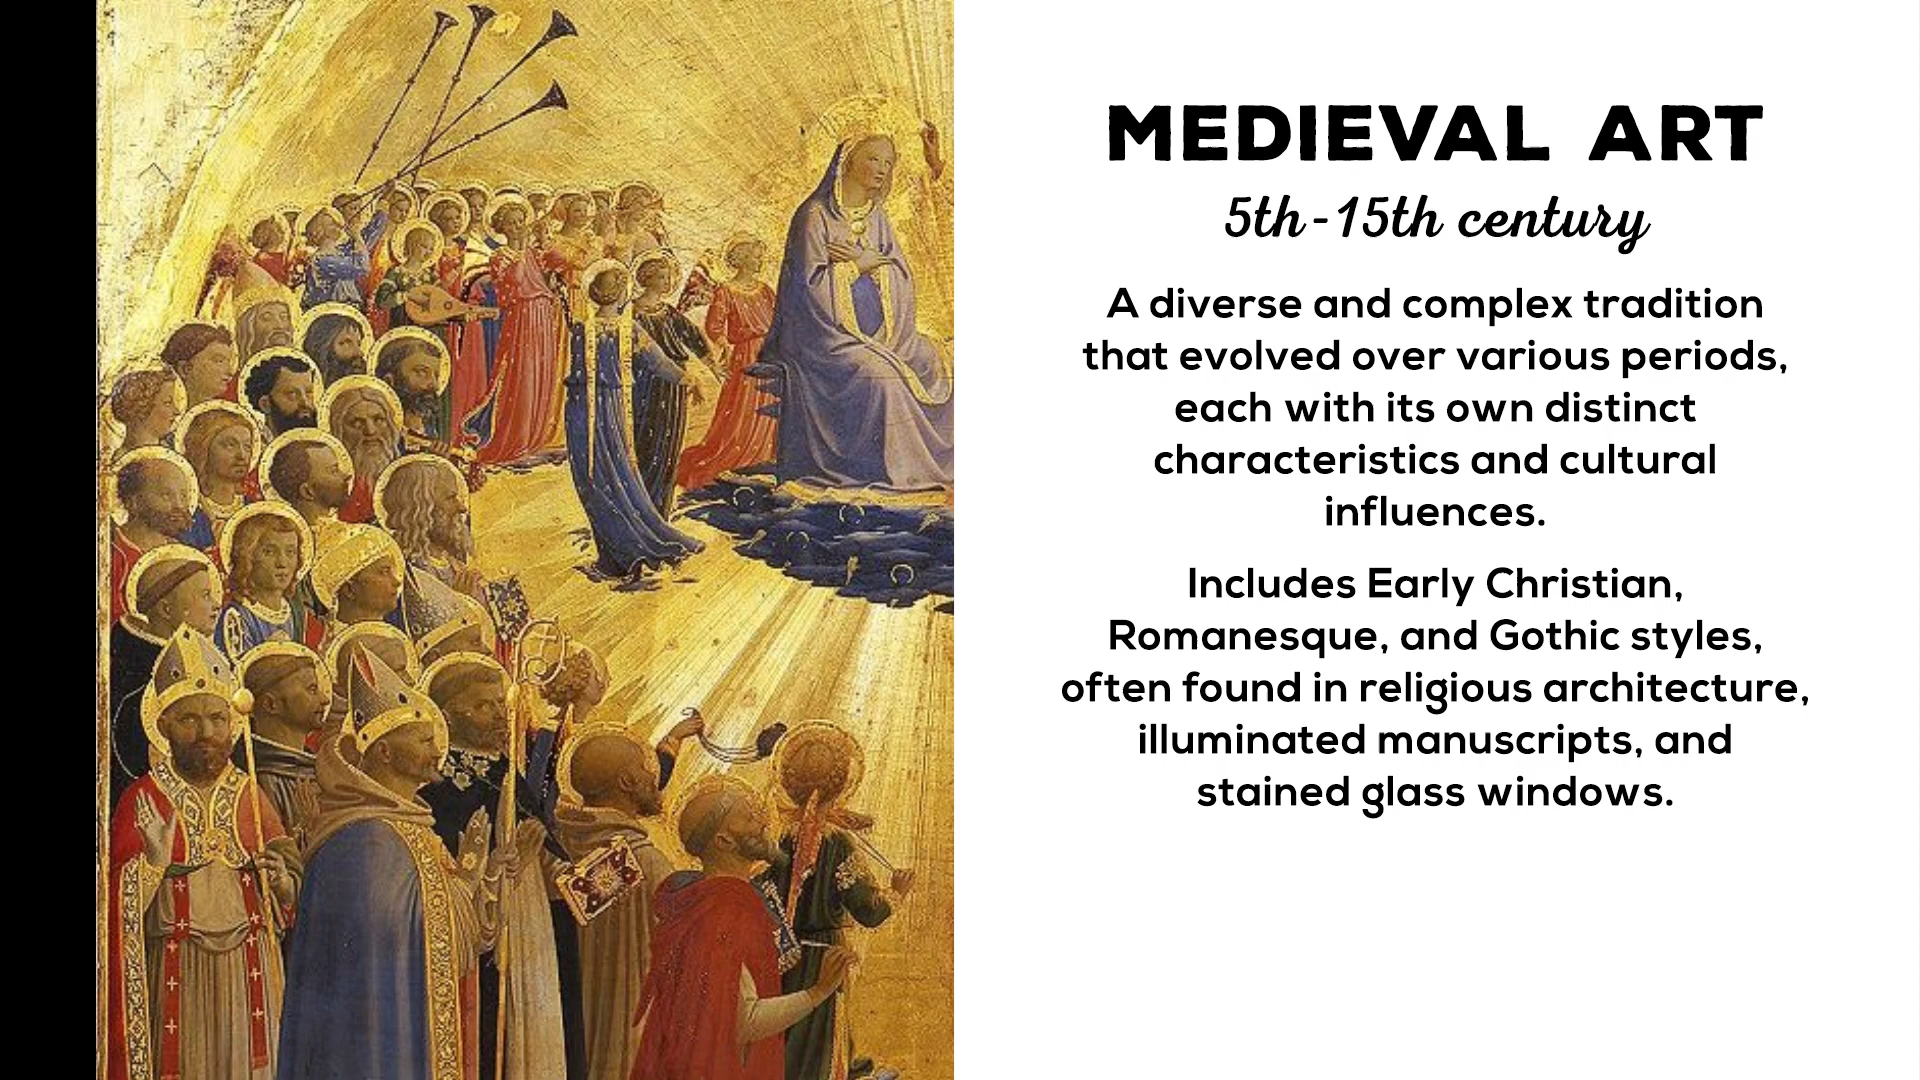 MEDIEVAL ART
5th-15th century
A diverse and complex tradition
that evolved over various periods,
each with its own distinct
characteristics and cultural
influences.
Includes Early Christian,
Romanesque, and Gothic styles,
often found in religious architecture,
illuminated manuscripts, and
stained glass windows.